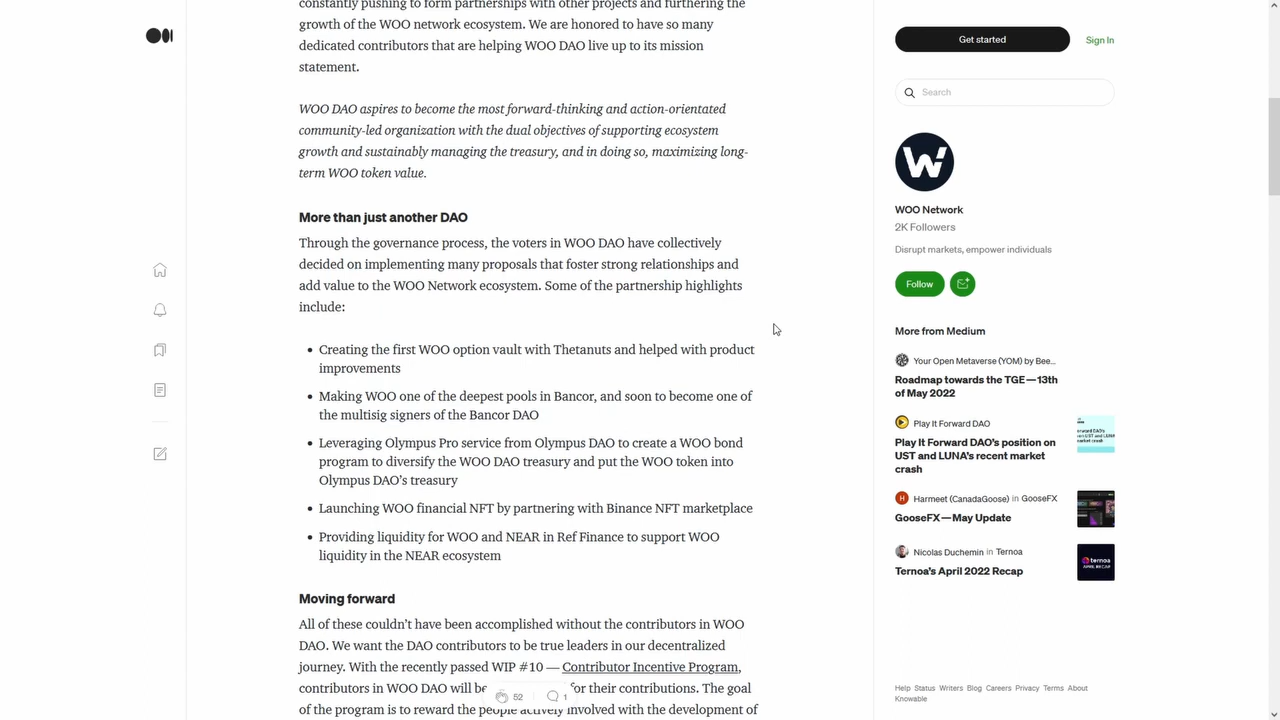 constantly pushing to form partnerships with other projects and furthering the
growth of the WOO network ecosystem. We are honored to have so many
dedicated contributors that are helping WOO DAO live up to its mission
statement.
WOO DAO aspires to become the most forward-thinking and action-orientated
community-led organization with the dual objectives of supporting ecosystem
growth and sustainably managing the treasury, and in doing so, maximizing long-
term WOO token value.
More than just another DAO
Through the governance process, the voters in WOO DAO have collectively
decided on implementing many proposals that foster strong relationships and
add value to the WOO Network ecosystem. Some of the partnership highlights
include:
• Creating the first WOO option vault with Thetanuts and helped with product
improvements
• Making WOO one of the deepest pools in Bancor, and soon to become one of
the multisig signers of the Bancor DAO
• Leveraging Olympus Pro service from Olympus DAO to create a WOO bond
program to diversify the WOO DAO treasury and put the WOO token into
Olympus DAO’s treasury
• Launching WOO financial NFT by partnering with Binance NFT marketplace
• Providing liquidity for WOO and NEAR in Ref Finance to support WOO
liquidity in the NEAR ecosystem
Moving forward
All of these couldn’t have been accomplished without the contributors in WOO
DAO. We want the DAO contributors to be true leaders in our decentralized
journey. With the recently passed WIP #10 — Contributor Incentive Program,
contributors in WOO DAO will be for their contributions. The goal
of the program is to reward the people actively involved with the development of
52 1
Get started Sign In
Search
W
WOO Network
2K Followers
Disrupt markets, empower individuals
Follow
More from Medium
Your Open Metaverse (YOM) by Bee...
Roadmap towards the TGE — 13th
of May 2022
Play It Forward DAO
Play It Forward DAO’s position on
UST and LUNA’s recent market
crash
H Harmeet (CanadaGoose) in GooseFX
GooseFX — May Update
Nicolas Duchemin in Ternoa
Ternoa’s April 2022 Recap
ternoa
APRIL RECAP
Help Status Writers Blog Careers Privacy Terms About
Knowable